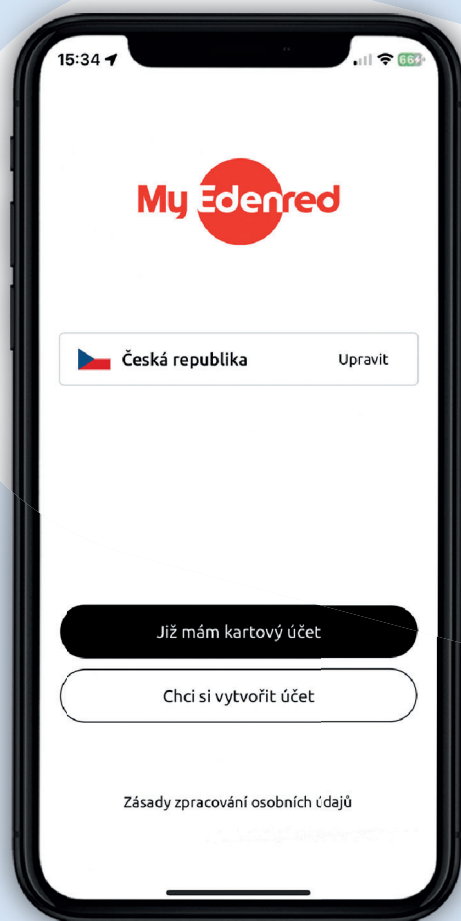 15:34
66
My Edenred
Česká republika Upravit
Již mám kartový účet
Chci si vytvořit účet
Zásady zpracování osobních údajů